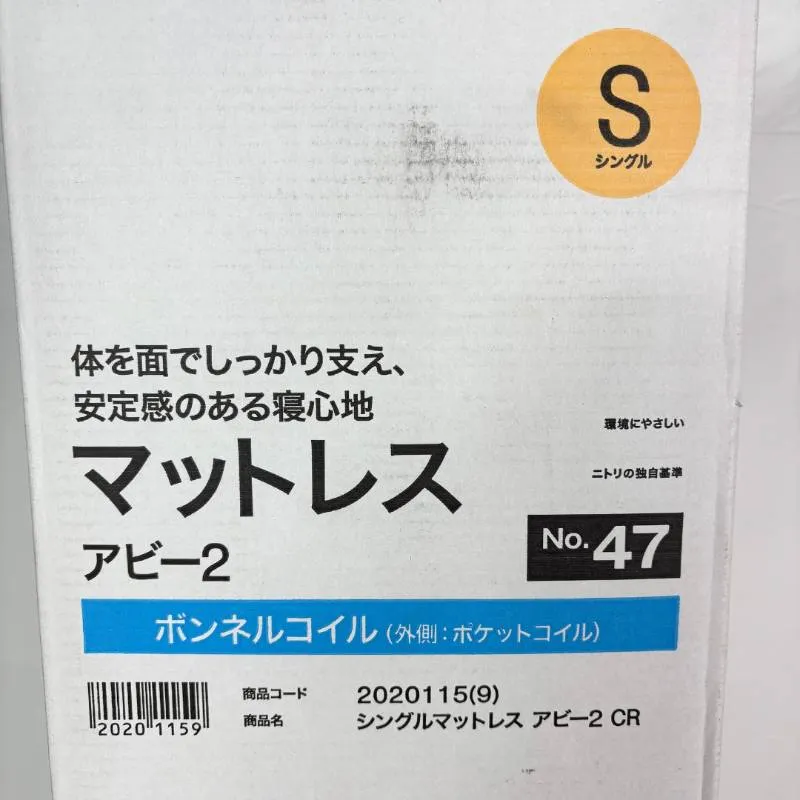 S
シングル
体を面でしっかり支え、
安定感のある寝心地
マットレス
アビー2
環境にやさしい
ニトリの独自基準
No.47
ボンネルコイル（外側：ポケットコイル）
商品コード 2020115(9)
商品名 シングルマットレス アビー2 CR
2020 1159